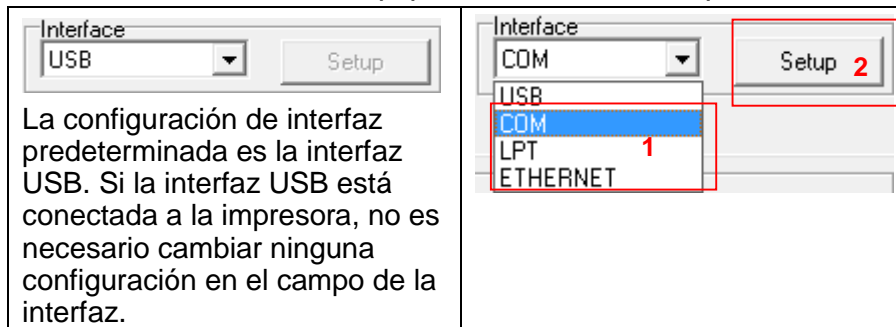 Interface
USB
Setup
La configuración de interfaz
predeterminada es la interfaz
USB. Si la interfaz USB está
conectada a la impresora, no es
necesario cambiar ninguna
configuración en el campo de la
interfaz.
Interface
COM
Setup 2
USB
COM
LPT 1
ETHERNET